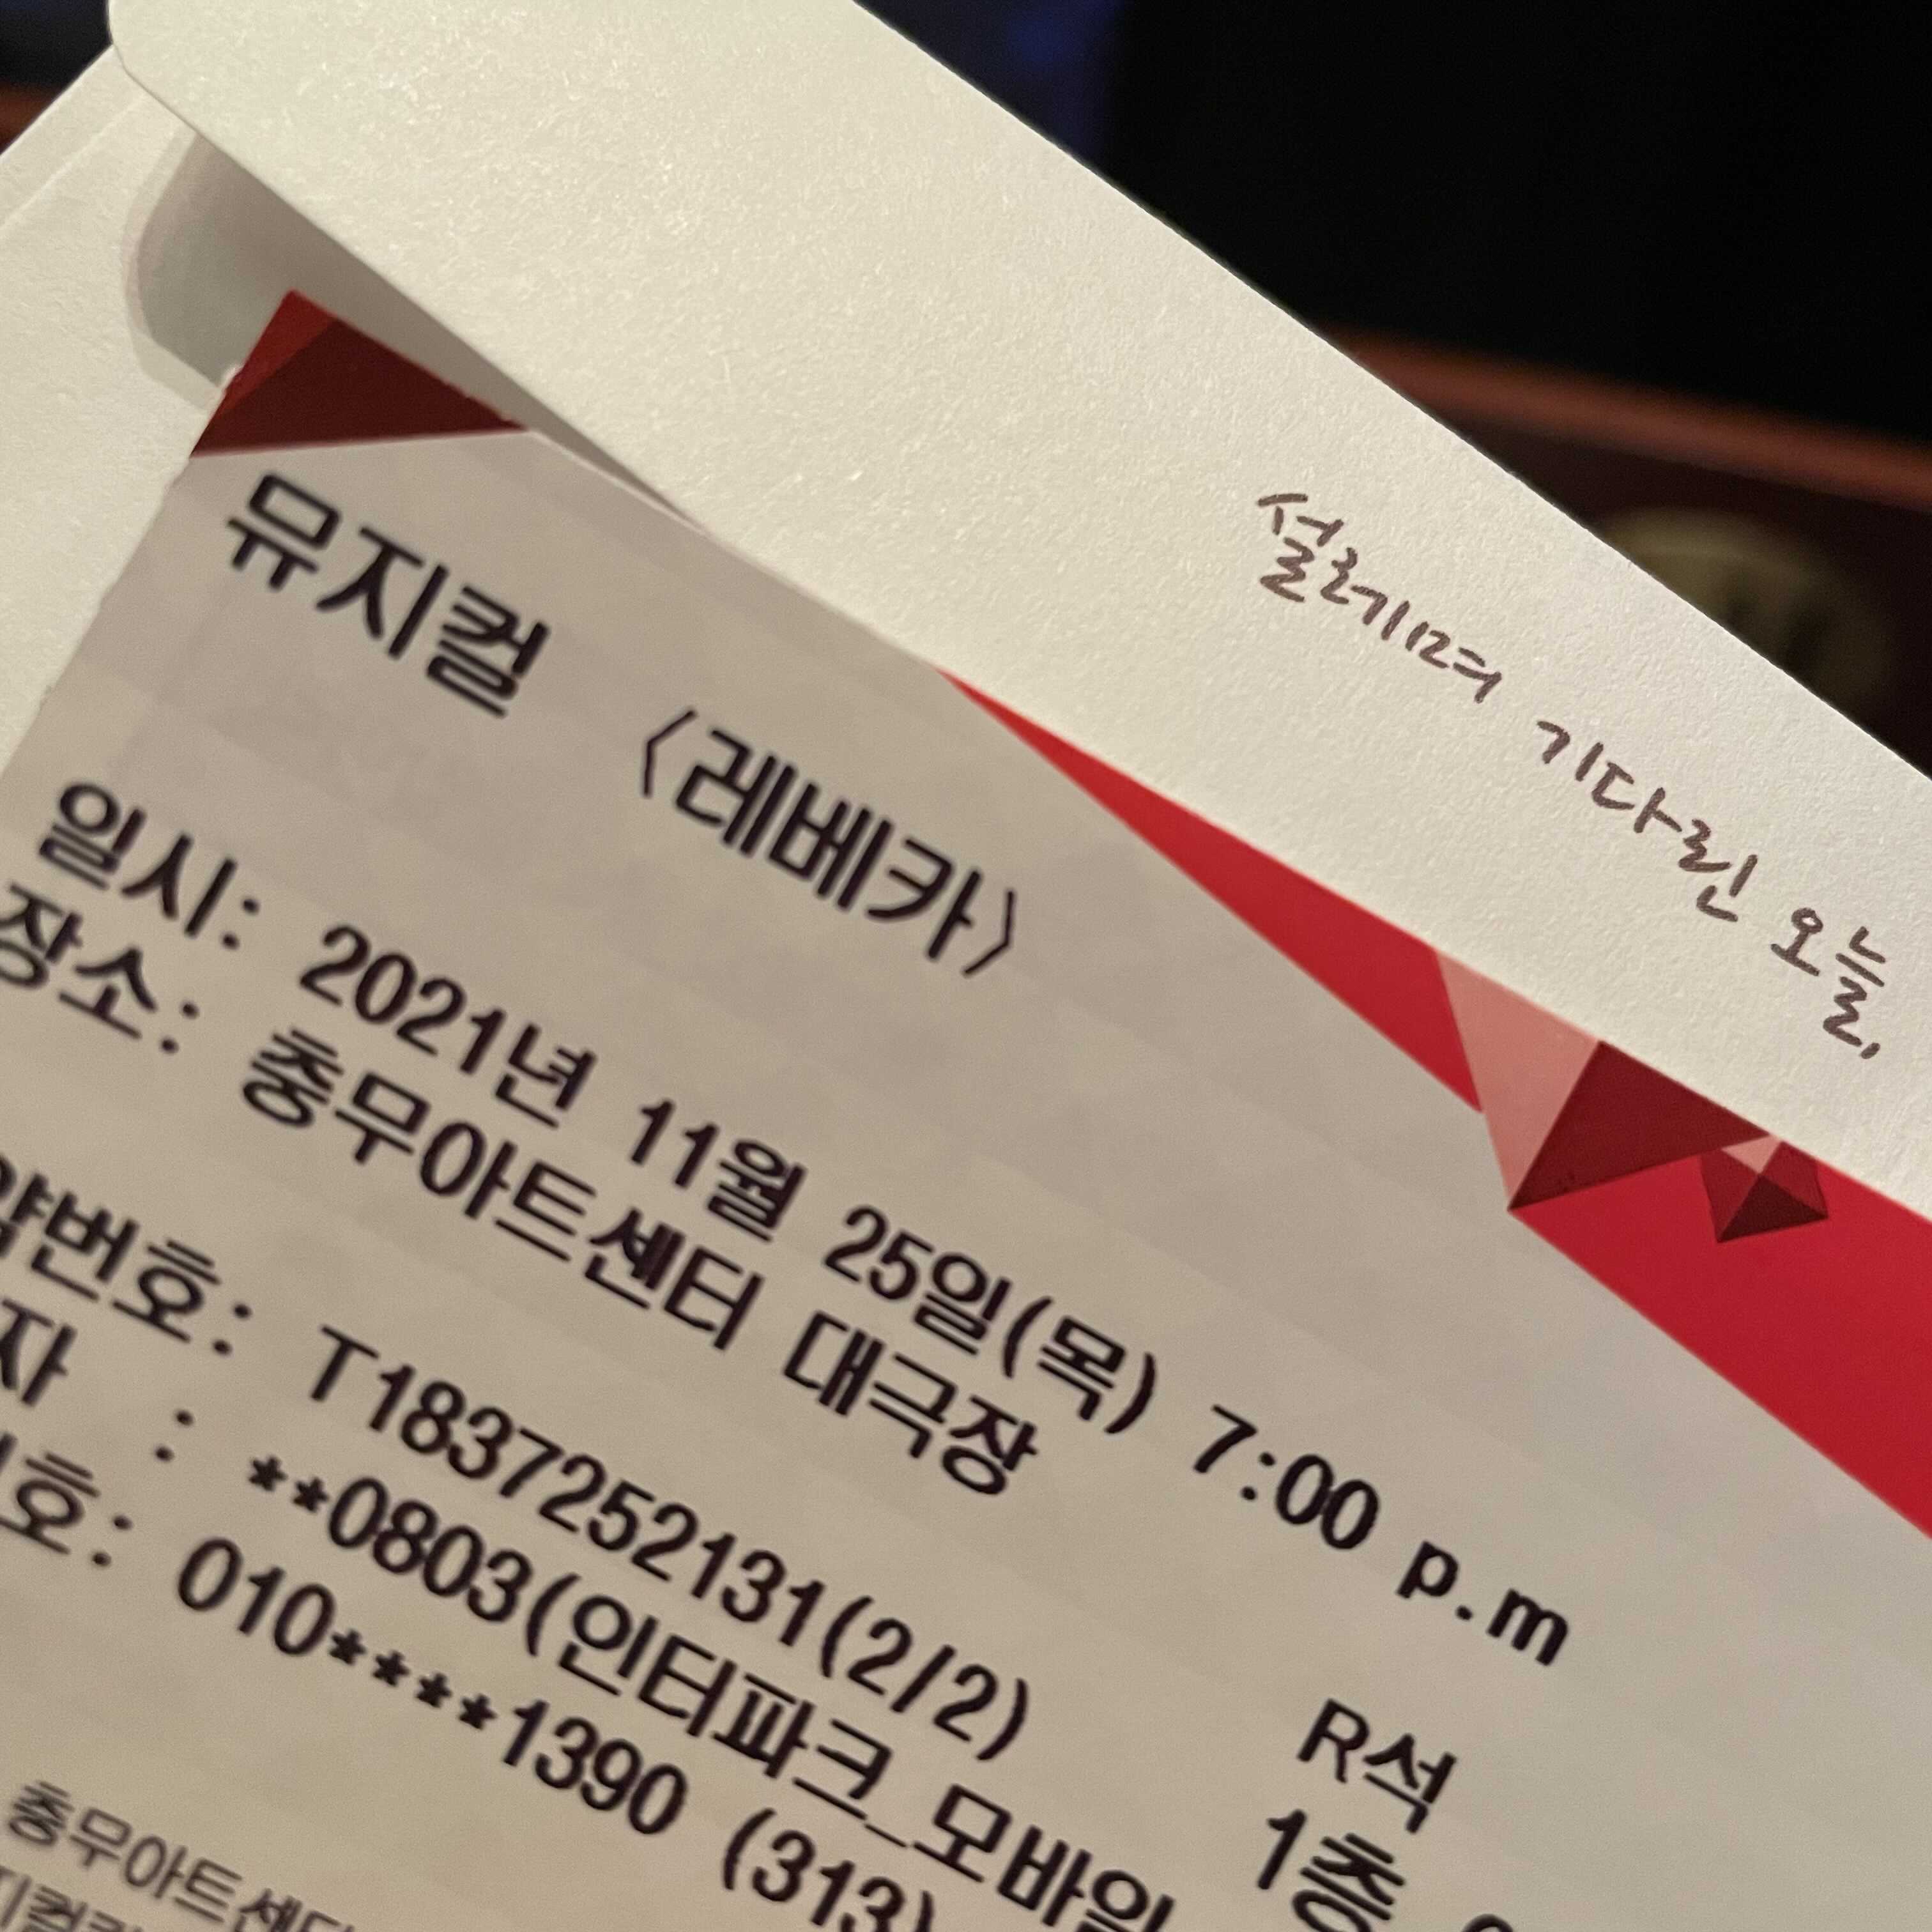 설레며 기다린 오늘,
뮤지컬 〈레베카〉
일시: 2021년 11월 25일(목) 7:00 p.m
장소: 충무아트센터 대극장
약번호: T1837252131(2/2)
자 : **0803(인터파크_모바일
호: 010****1390 (313)
R석
1층
충무아트센터